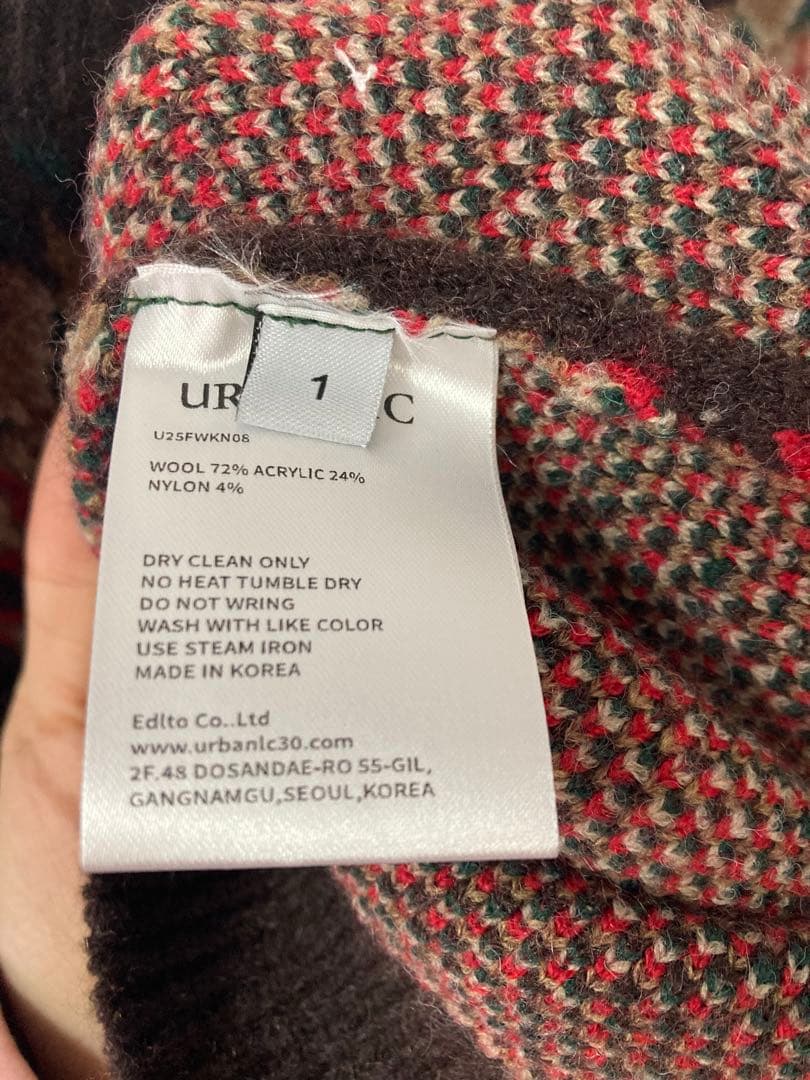 UR C
1
U25FWKN08
WOOL 72% ACRYLIC 24%
NYLON 4%
DRY CLEAN ONLY
NO HEAT TUMBLE DRY
DO NOT WRING
WASH WITH LIKE COLOR
USE STEAM IRON
MADE IN KOREA
Edlto Co..Ltd
www.urbanlc30.com
2F.48 DOSANDAE-RO 55-GIL,
GANGNAMGU,SEOUL,KOREA